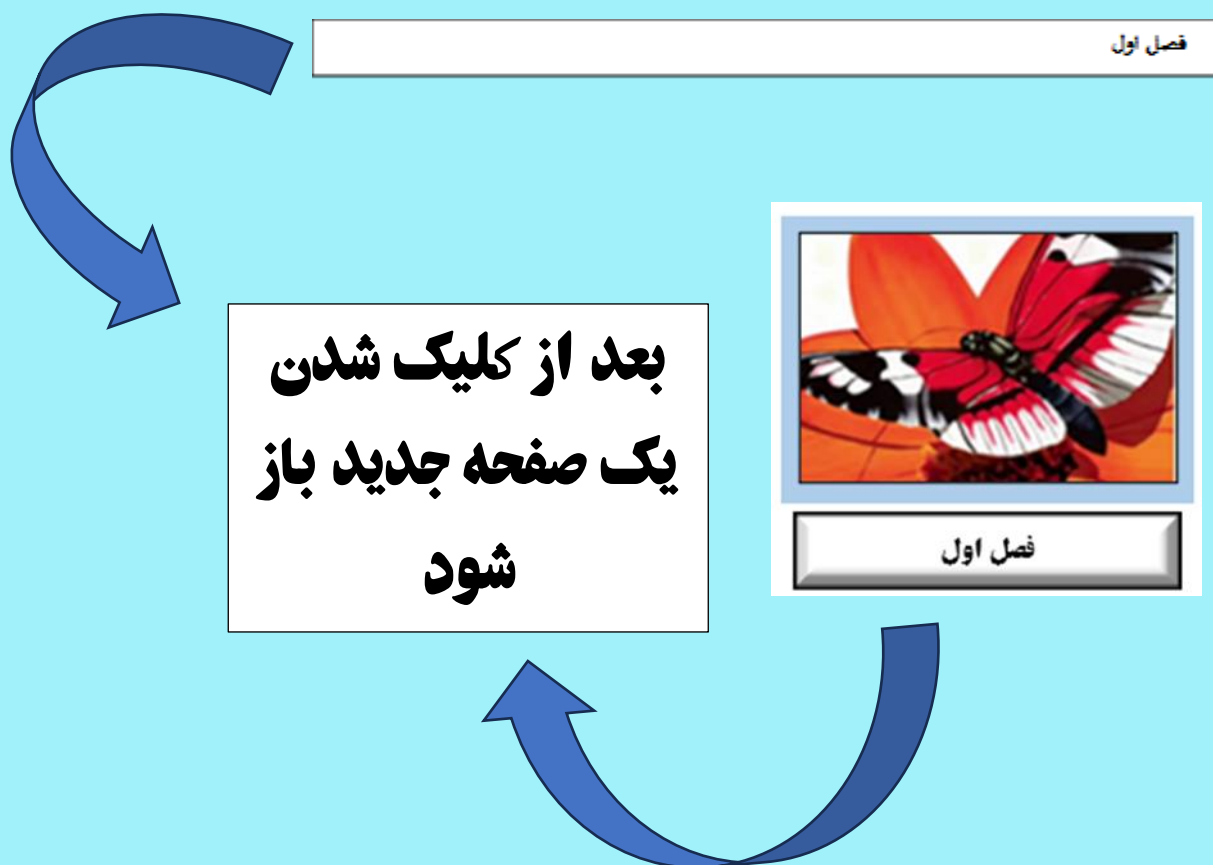 فصل اول
بعد از کلیک شدن
یک صفحه جدید باز
شود
فصل اول